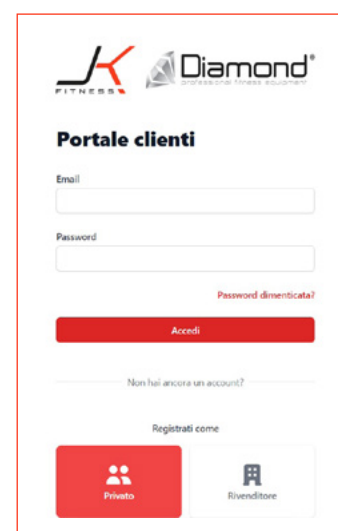 JK
FITNESS
Diamond®
professional fitness equipment
Portale clienti
Email
Password
Password dimenticata?
Accedi
Non hai ancora un account?
Registrati come
Privato
Rivenditore